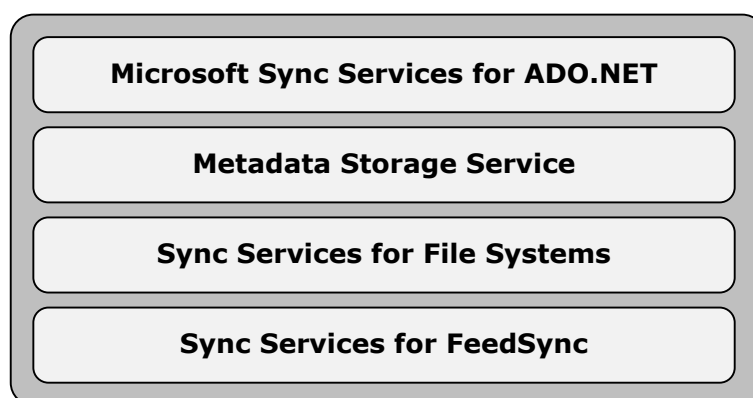 Microsoft Sync Services for ADO.NET
Metadata Storage Service
Sync Services for File Systems
Sync Services for FeedSync